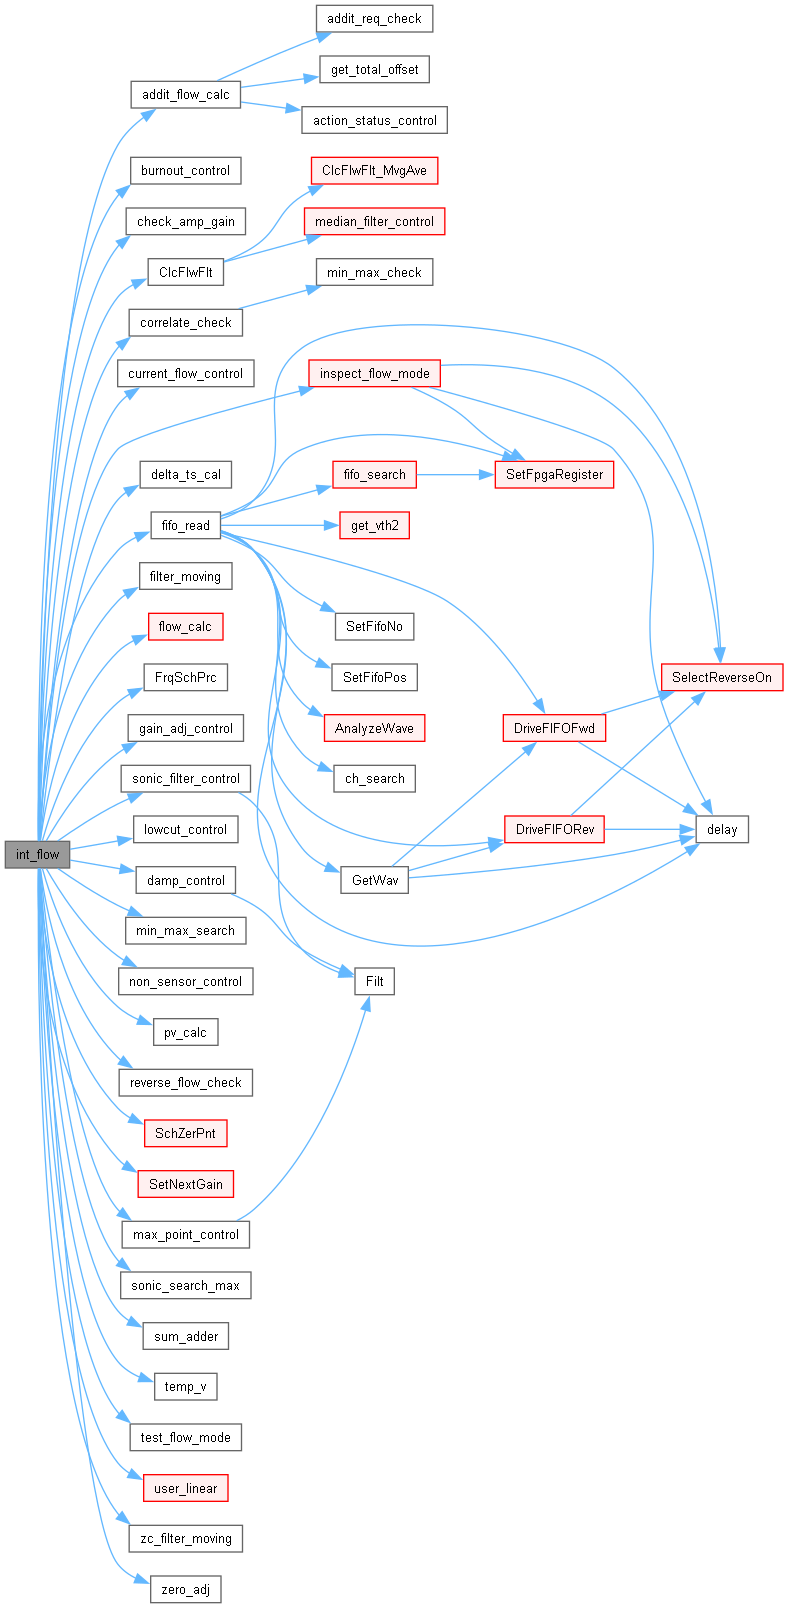 addit_req_check
get_total_offset
addit_flow_calc
action_status_control
burnout_control
ClcFlwFlt_MvgAve
check_amp_gain
median_filter_control
ClcFlwFlt
min_max_check
correlate_check
current_flow_control
inspect_flow_mode
delta_ts_cal
fifo_search
SetFpgaRegister
fifo_read
get_vth2
filter_moving
flow_calc
SetFifoNo
FrqSchPrc
SetFifoPos
SelectReverseOn
gain_adj_control
AnalyzeWave
DriveFIFOFwd
sonic_filter_control
ch_search
lowcut_control
DriveFIFORev
delay
int_flow
damp_control
GetWav
min_max_search
non_sensor_control
Filt
pv_calc
reverse_flow_check
SchZerPnt
SetNextGain
max_point_control
sonic_search_max
sum_adder
temp_v
test_flow_mode
user_linear
zc_filter_moving
zero_adj